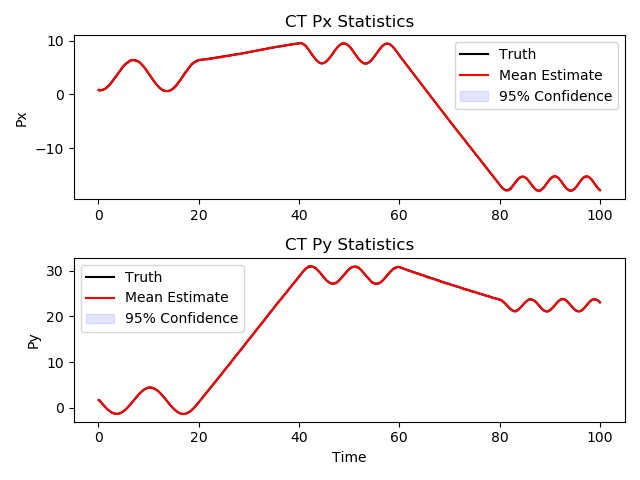 CT Px Statistics
10
0
−10
Px
Truth
Mean Estimate
95% Confidence
0
20
40
60
80
100
CT Py Statistics
30
20
10
0
Py
Truth
Mean Estimate
95% Confidence
0
20
40
60
80
100
Time